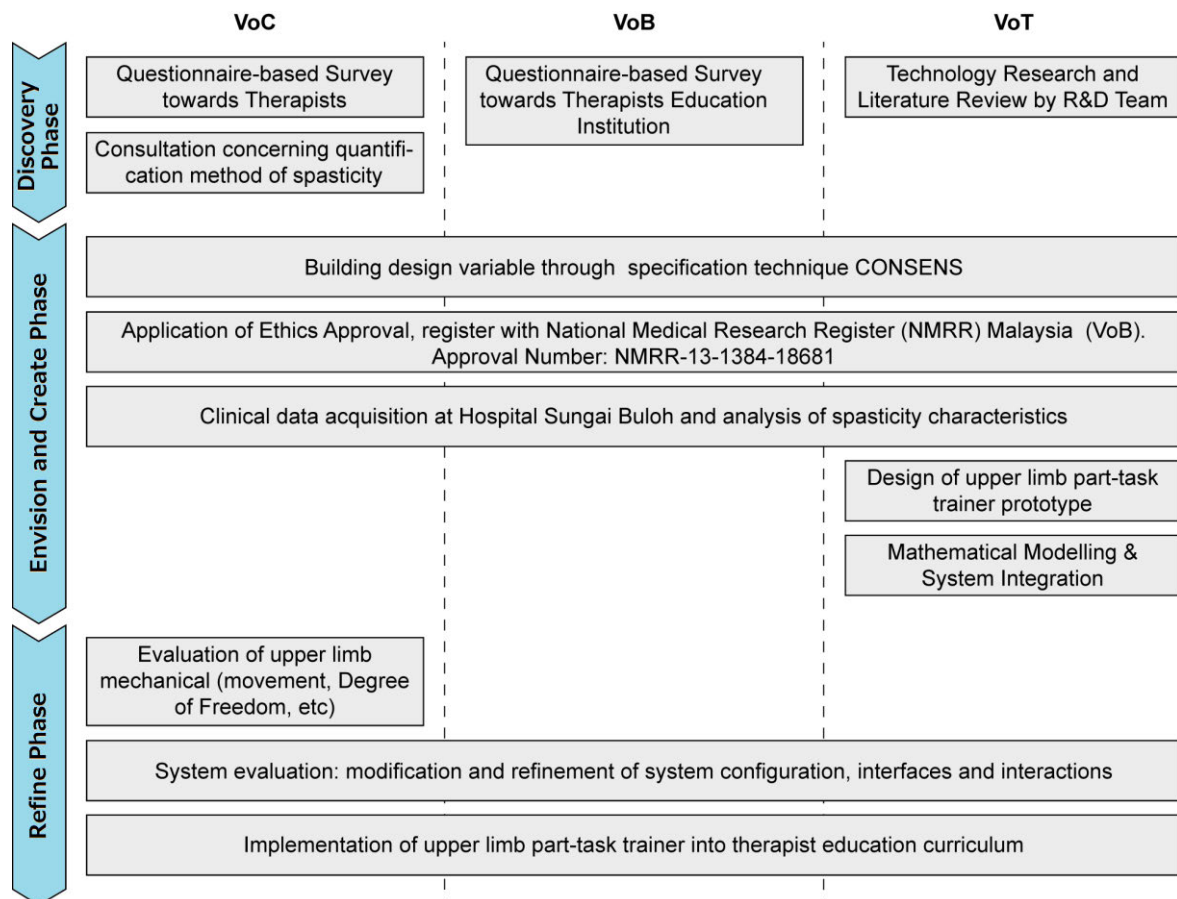 VoC
VoB
VoT
Discovery
Phase
Questionnaire-based Survey
towards Therapists
Questionnaire-based Survey
towards Therapists Education
Institution
Technology Research and
Literature Review by R&D Team
Consultation concerning quantifi-
cation method of spasticity
Envision and Create Phase
Building design variable through specification technique CONSENS
Application of Ethics Approval, register with National Medical Research Register (NMRR) Malaysia (VoB).
Approval Number: NMRR-13-1384-18681
Clinical data acquisition at Hospital Sungai Buloh and analysis of spasticity characteristics
Design of upper limb part-task
trainer prototype
Mathematical Modelling &
System Integration
Refine Phase
Evaluation of upper limb
mechanical (movement, Degree
of Freedom, etc)
System evaluation: modification and refinement of system configuration, interfaces and interactions
Implementation of upper limb part-task trainer into therapist education curriculum